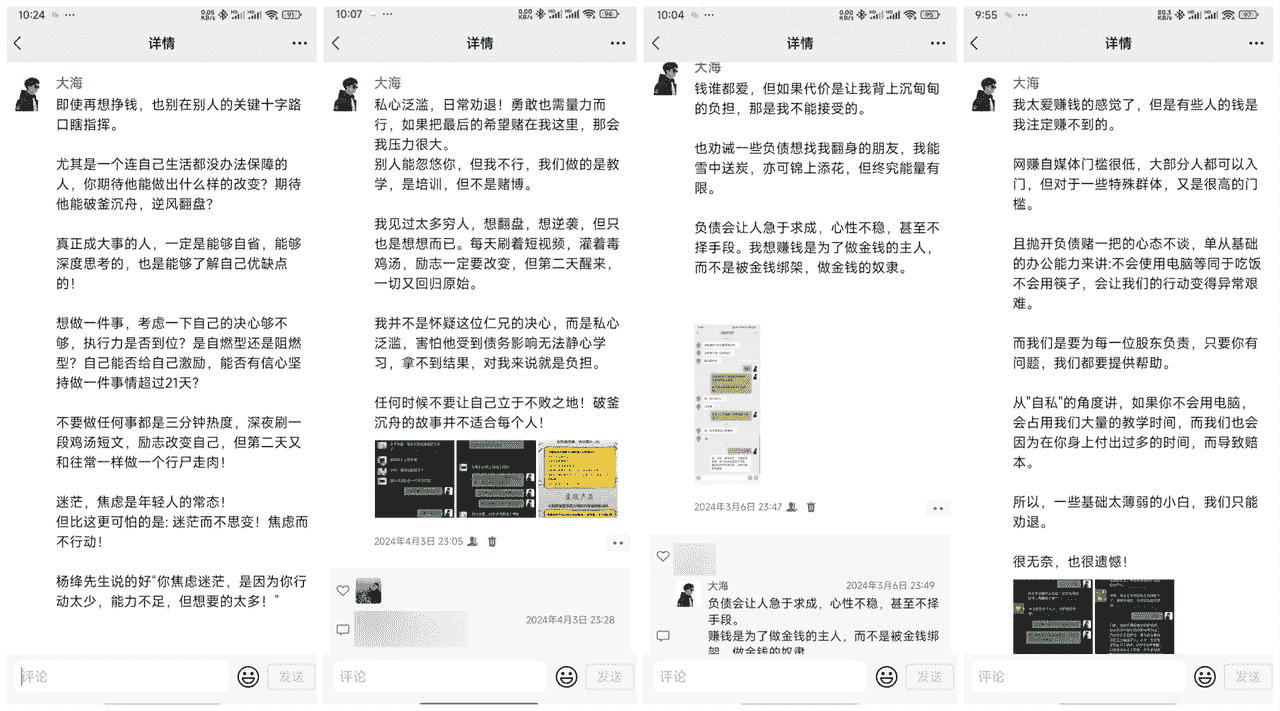 10:24
0.05 KB/s
91
详情
大海
即使再想挣钱，也别在别人的关键十字路
口瞎指挥。
尤其是一个连自己生活都没办法保障的
人，你期待他能做出什么样的改变？期待
他能破釜沉舟，逆风翻盘？
真正成大事的人，一定是能够自省，能够
深度思考的，也是能够了解自己优缺点
的！
想做一件事，考虑一下自己的决心够不
够，执行力是否到位？是自燃型还是阻燃
型？自己能否给自己激励，能否有信心坚
持做一件事情超过21天？
不要做任何事都是三分钟热度，深夜刷一
段鸡汤短文，励志改变自己，但第二天又
和往常一样做一个行尸走肉！
迷茫，焦虑是年轻人的常态！
但比这更可怕的是: 迷茫而不思变！焦虑而
不行动！
杨绛先生说的好“你焦虑迷茫，是因为你行
动太少，能力不足，但想要的太多！”
评论
发送
10:07
0.00 KB/s
94
详情
大海
私心泛滥，日常劝退！勇敢也需量力而
行，如果把最后的希望赌在我这里，那会
我压力很大。
别人能忽悠你，但我不行，我们做的是教
学，是培训，但不是赌博。
我见过太多穷人，想翻盘，想逆袭，但只
也是想想而已。每天刷着短视频，灌着毒
鸡汤，励志一定要改变，但第二天醒来，
一切又回归原始。
我并不是怀疑这位仁兄的决心，而是私心
泛滥，害怕他受到债务影响无法静心学
习，拿不到结果，对我来说就是负担。
任何时候不要让自己立于不败之地！破釜
沉舟的故事并不适合每个人！
2024年4月3日 23:05
2024年4月3日 23:28
评论
发送
10:04
0.00 KB/s
95
详情
大海
钱谁都爱，但如果代价是让我背上沉甸甸
的负担，那是我不能接受的。
也劝诫一些负债想找我翻身的朋友，我能
雪中送炭，亦可锦上添花，但终究能量有
限。
负债会让人急于求成，心性不稳，甚至不
择手段。我想赚钱是为了做金钱的主人，
而不是被金钱绑架，做金钱的奴隶。
2024年3月6日 23:47
大海
2024年3月6日 23:49
负债会让人急于求成，心性不稳，甚至不择
手段。
赚钱是为了做金钱的主人，而不是被金钱绑
架，做金钱的奴隶
评论
发送
9:55
80.3 KB/s
97
详情
大海
我太爱赚钱的感觉了，但是有些人的钱是
我注定赚不到的。
网赚自媒体门槛很低，大部分人都可以入
门，但对于一些特殊群体，又是很高的门
槛。
且抛开负债赌一把的心态不谈，单从基础
的办公能力来讲:不会使用电脑等同于吃饭
不会用筷子，会让我们的行动变得异常艰
难。
而我们是要为每一位股东负责，只要你有
问题，我们都要提供帮助。
从"自私"的角度讲，如果你不会用电脑，
会占用我们大量的教学时间，而我们也会
因为在你身上付出过多的时间，而导致赔
本。
所以，一些基础太薄弱的小白，我们只能
劝退。
很无奈，也很遗憾！
评论
发送